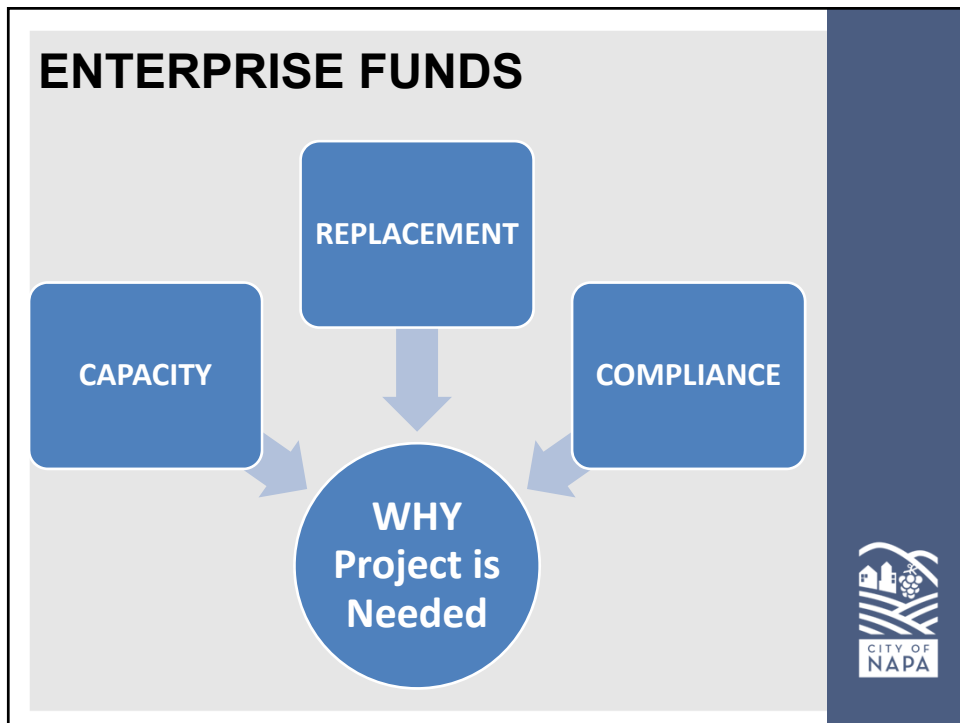 ENTERPRISE FUNDS
REPLACEMENT
CAPACITY
COMPLIANCE
WHY
Project is
Needed
CITY OF
NAPA